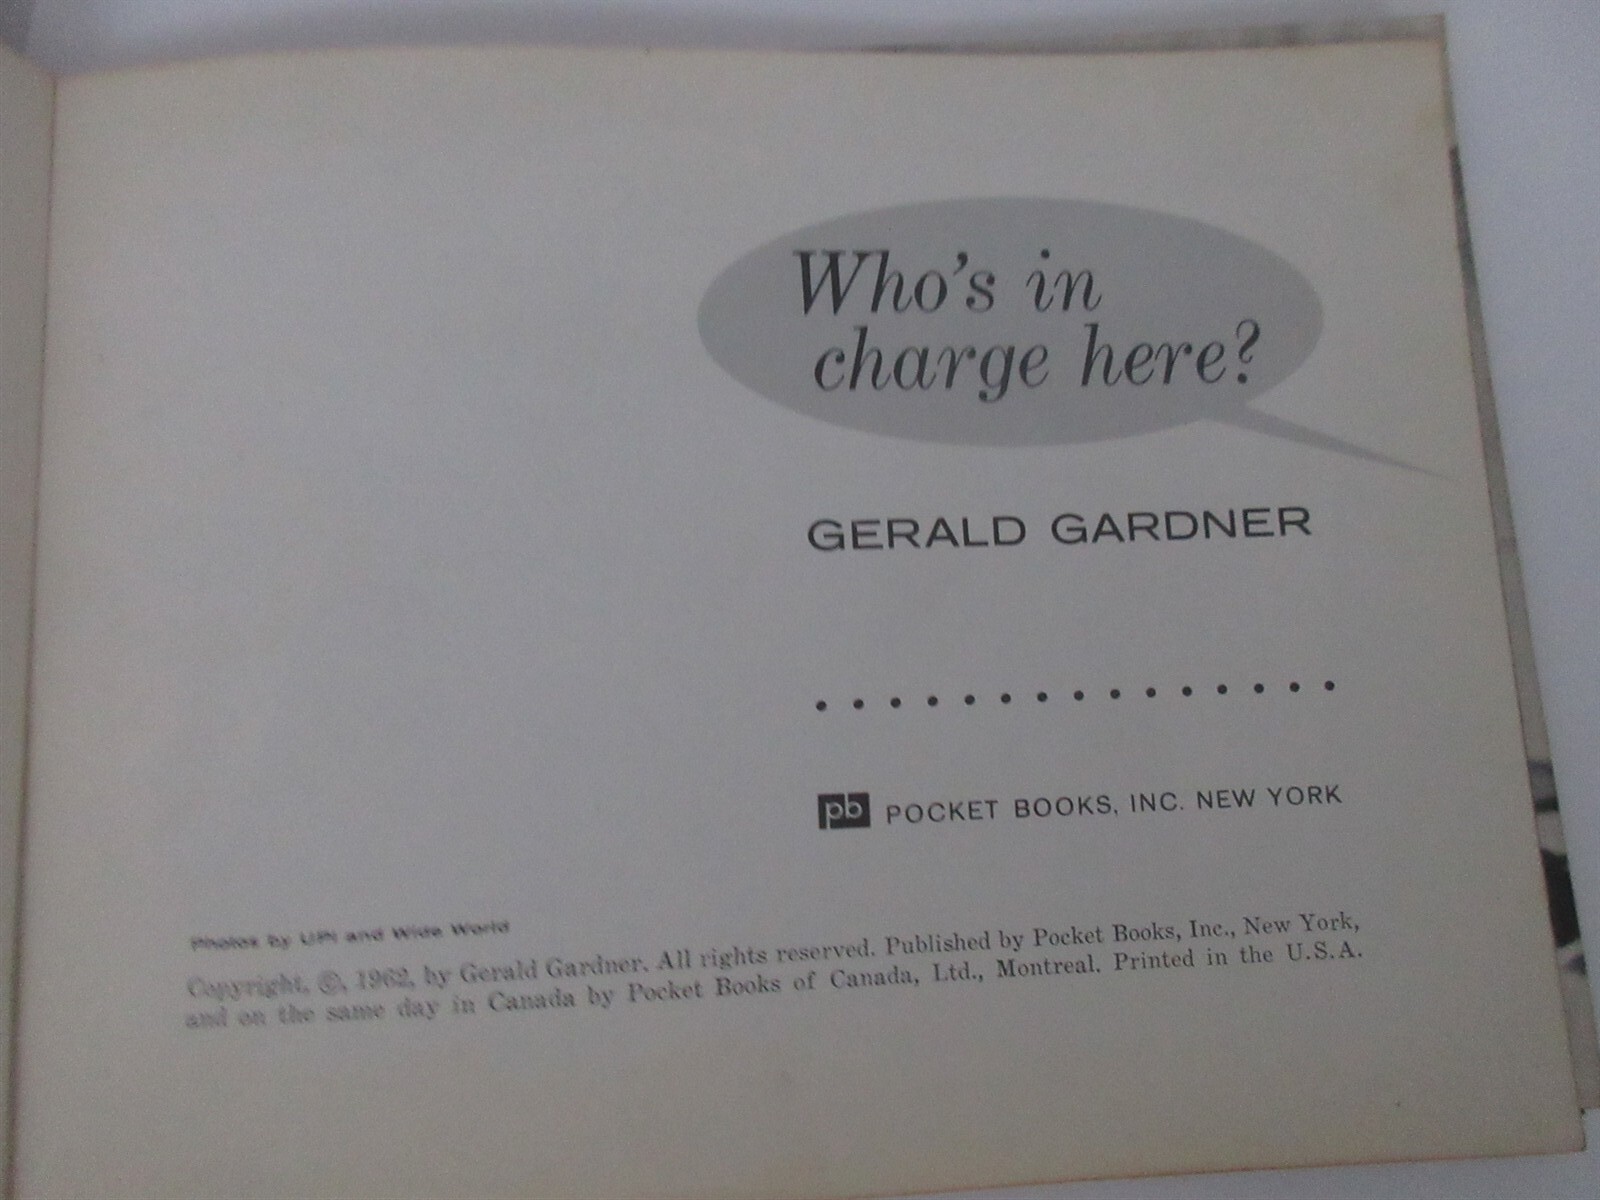 Who's in
charge here?
GERALD GARDNER
pb POCKET BOOKS, INC. NEW YORK
Photos by UPI and Wide World
Copyright, ©, 1962, by Gerald Gardner. All rights reserved. Published by Pocket Books, Inc., New York,
and on the same day in Canada by Pocket Books of Canada, Ltd., Montreal. Printed in the U.S.A.